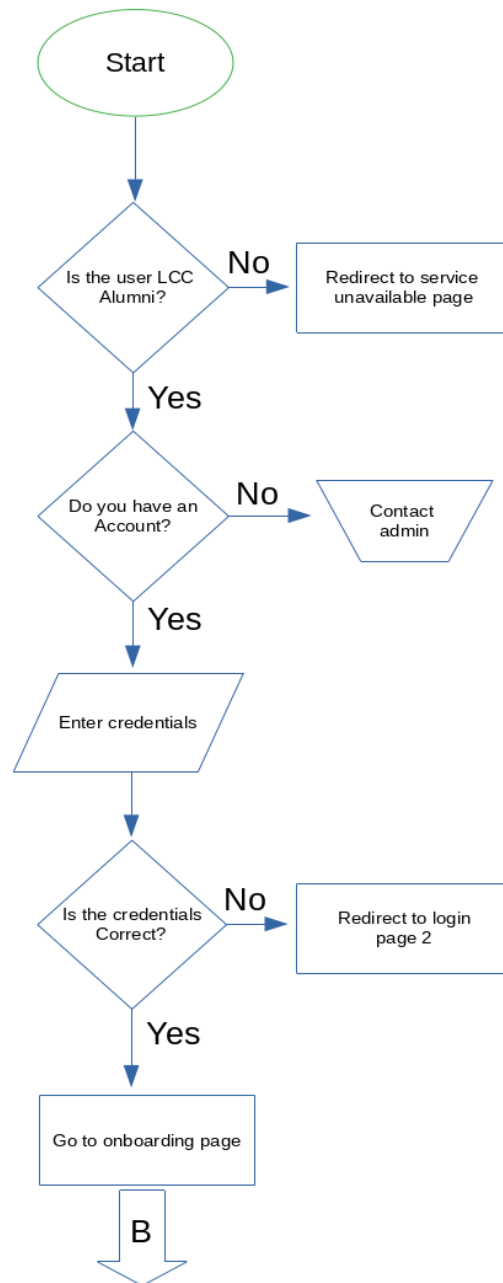 Start
Is the user LCC
Alumni?
No
Redirect to service
unavailable page
Yes
Do you have an
Account?
No
Contact
admin
Yes
Enter credentials
Is the credentials
Correct?
No
Redirect to login
page 2
Yes
Go to onboarding page
B